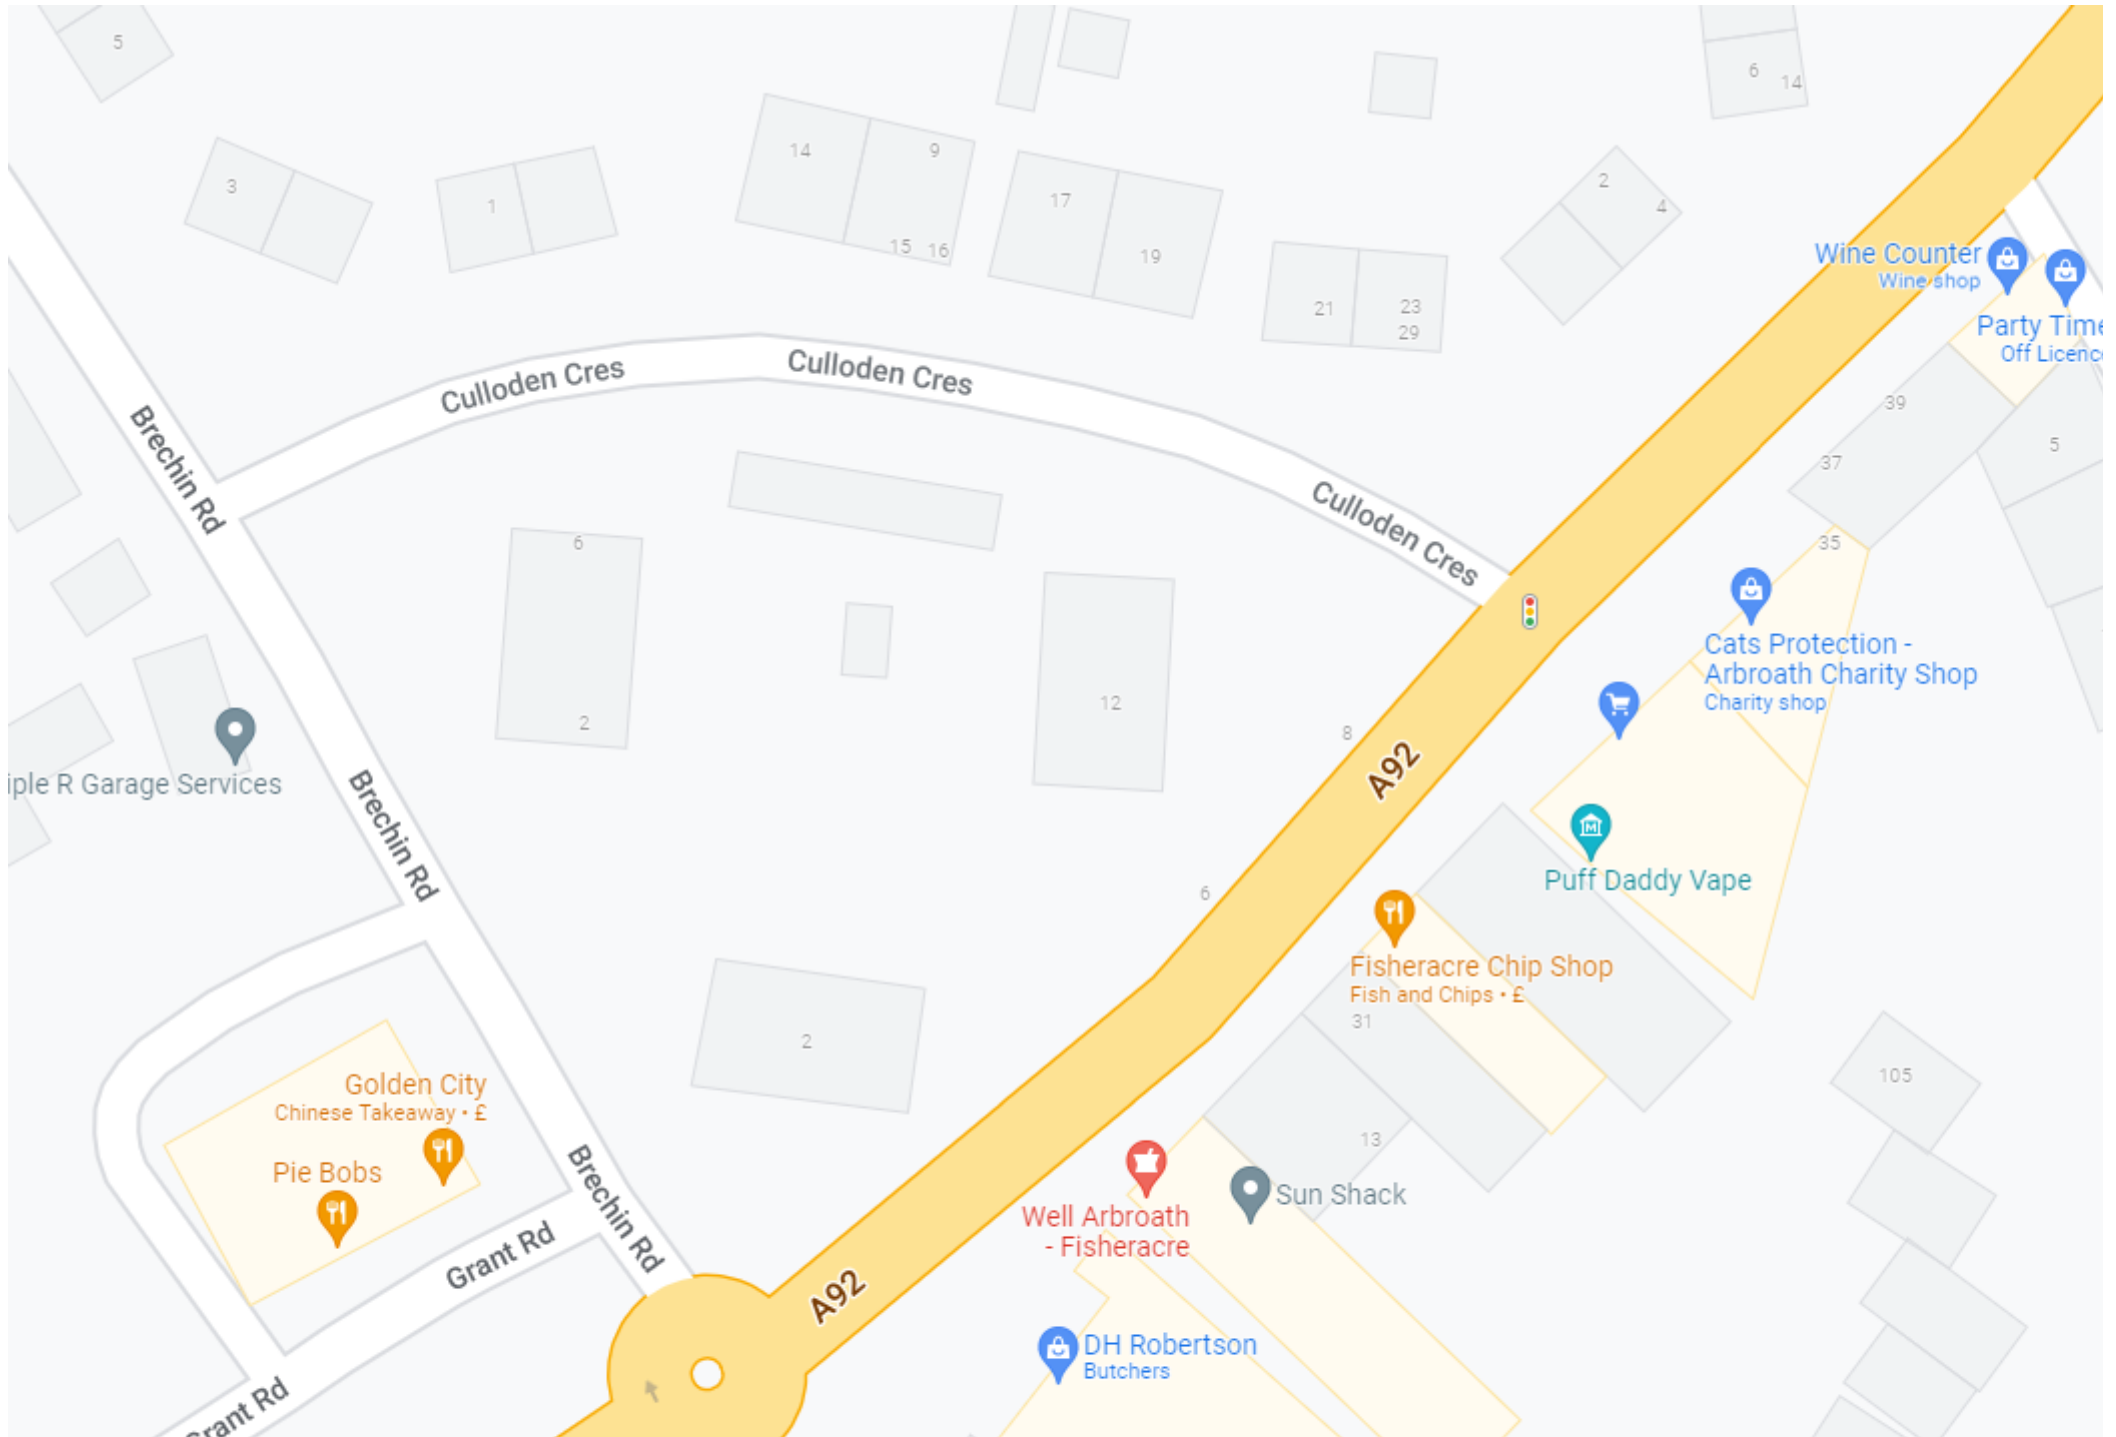 5
6
14
14
9
2
3
17
4
1
15
16
19
Wine Counter
Wine shop
21
23
29
Party Time
Off Licenc
Culloden Cres
Culloden Cres
39
Brechin Rd
5
37
Culloden Cres
6
35
Cats Protection -
Arbroath Charity Shop
Charity shop
12
2
8
iple R Garage Services
A92
Brechin Rd
Puff Daddy Vape
6
Fisheracre Chip Shop
Fish and Chips • £
31
2
105
Golden City
Chinese Takeaway • £
13
Pie Bobs
Brechin Rd
Sun Shack
Well Arbroath
- Fisheracre
Grant Rd
A92
DH Robertson
Butchers
Grant Rd